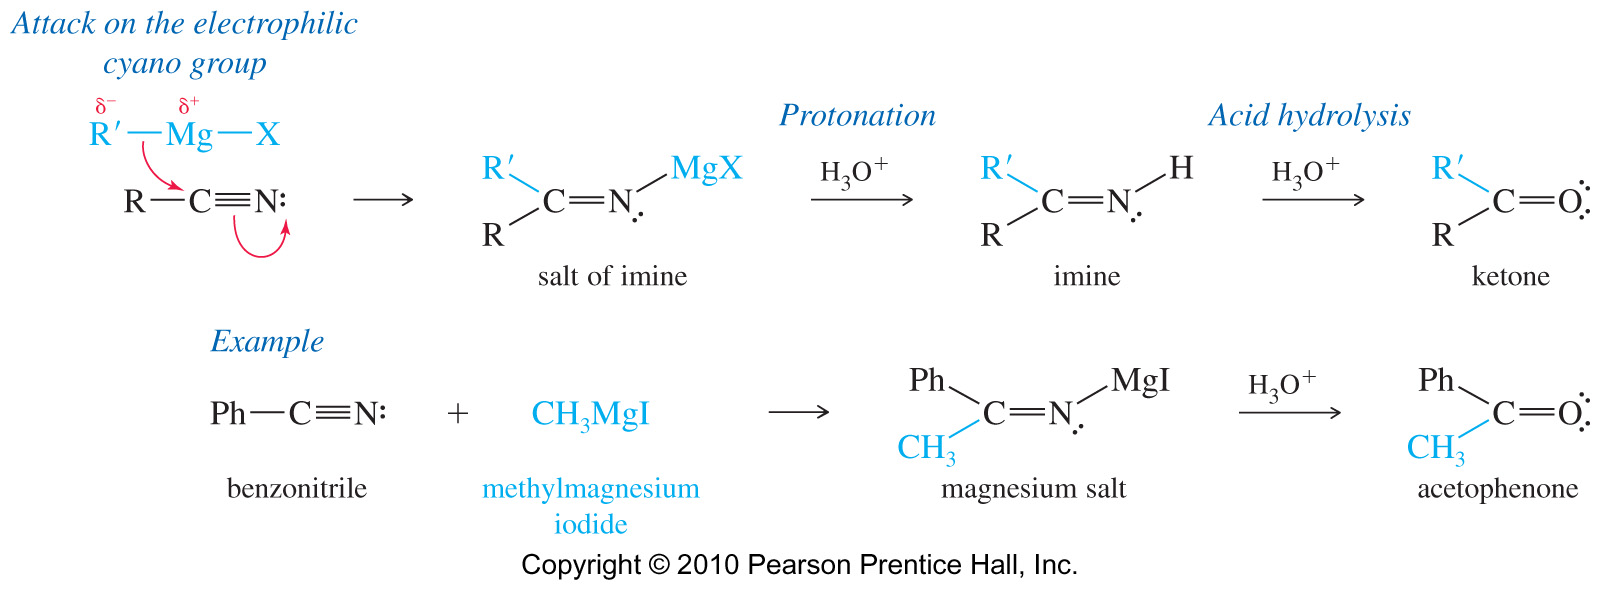 Attack on the electrophilic
cyano group
δ⁻ δ⁺
R′—Mg—X
Protonation
Acid hydrolysis
R—C≡N:
R′ MgX
C=N
R
H₃O⁺
R′ H
C=N
R
H₃O⁺
R′
C=O
R
salt of imine
imine
ketone
Example
Ph—C≡N: + CH₃MgI
Ph MgI
C=N
CH₃
H₃O⁺
Ph
C=O
CH₃
benzonitrile
methylmagnesium
iodide
magnesium salt
acetophenone
Copyright © 2010 Pearson Prentice Hall, Inc.